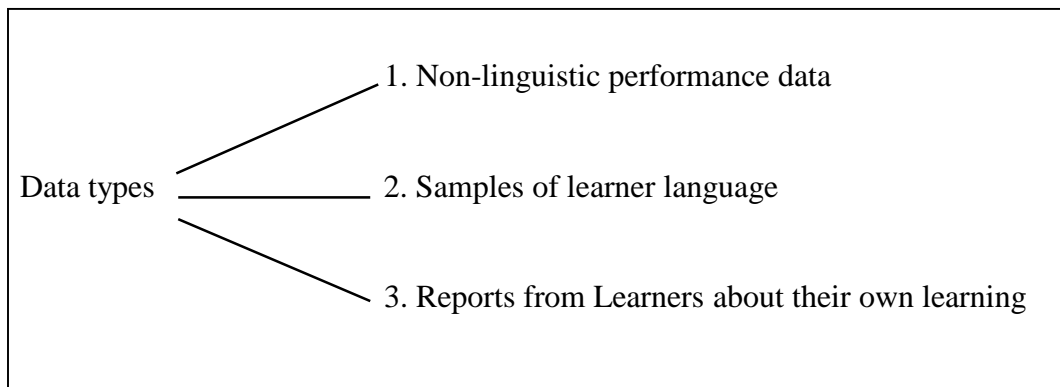 1. Non-linguistic performance data
Data types
2. Samples of learner language
3. Reports from Learners about their own learning